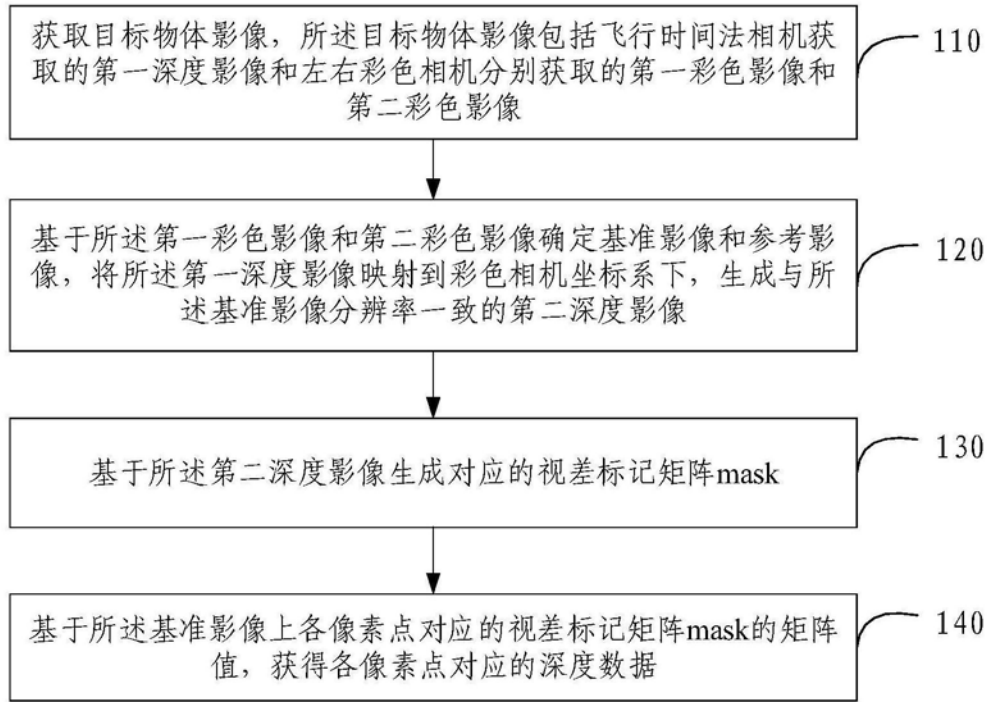 获取目标物体影像，所述目标物体影像包括飞行时间法相机获
取的第一深度影像和左右彩色相机分别获取的第一彩色影像和
第二彩色影像
110
基于所述第一彩色影像和第二彩色影像确定基准影像和参考影
像，将所述第一深度影像映射到彩色相机坐标系下，生成与所
述基准影像分辨率一致的第二深度影像
120
基于所述第二深度影像生成对应的视差标记矩阵mask
130
基于所述基准影像上各像素点对应的视差标记矩阵mask的矩阵
值，获得各像素点对应的深度数据
140